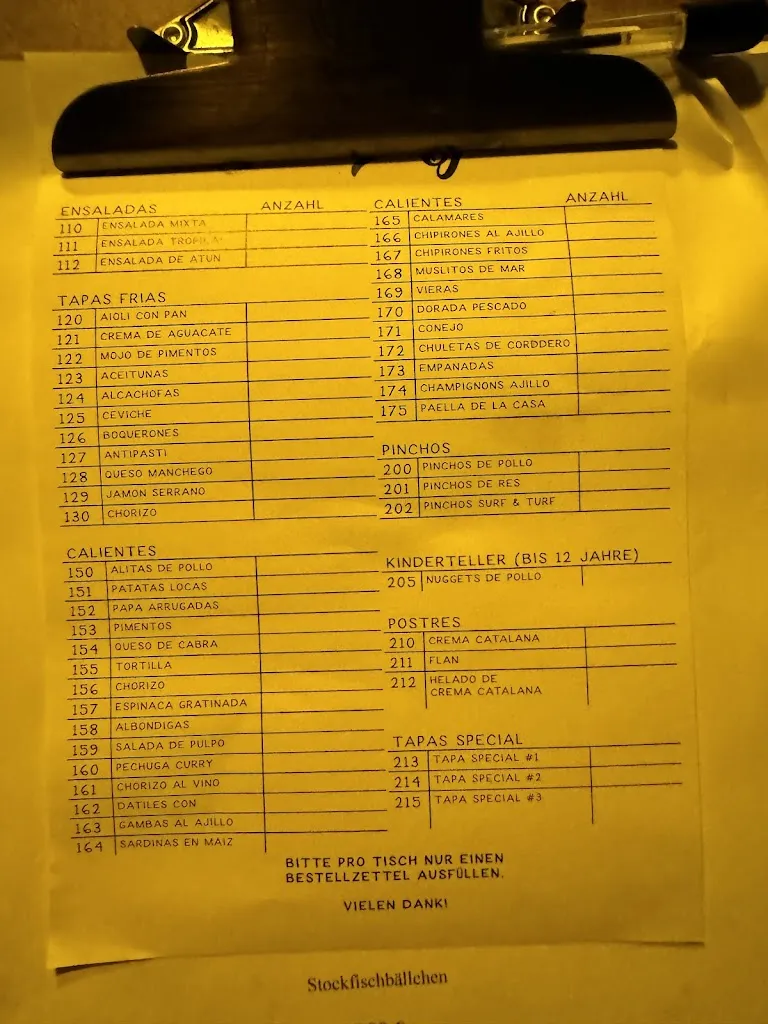 ENSALADAS ANZAHL
110 ENSALADA MIXTA
111 ENSALADA
112 ENSALADA DE ATUN
TAPAS FRIAS
120 AIOLI CON PAN
121 CREMA DE AGUACATE
122 MOJO DE PIMENTOS
123 ACEITUNAS
124 ALCACHOFAS
125 CEVICHE
126 BOQUERONES
127 ANTIPASTI
128 QUESO MANCHEGO
129 JAMON SERRANO
130 CHORIZO
CALIENTES
150 ALITAS DE POLLO
151 PATATAS LOCAS
152 PAPA ARRUGADAS
153 PIMENTOS
154 QUESO DE CABRA
155 TORTILLA
156 CHORIZO
157 ESPINACA GRATINADA
158 ALBONDIGAS
159 SALADA DE PULPO
160 PECHUGA CURRY
161 CHORIZO AL VINO
162 DATILES CON
163 GAMBAS AL AJILLO
164 SARDINAS EN MAIZ
CALIENTES ANZAHL
165 CALAMARES
166 CHIPIRONES AL AJILLO
167 CHIPIRONES FRITOS
168 MUSLITOS DE MAR
169 VIERAS
170 DORADA PESCADO
171 CONEJO
172 CHULETAS DE CORDDERO
173 EMPANADAS
174 CHAMPIGNONS AJILLO
175 PAELLA DE LA CASA
PINCHOS
200 PINCHOS DE POLLO
201 PINCHOS DE RES
202 PINCHOS SURF & TURF
KINDERTELLER (BIS 12 JAHRE)
205 NUGGETS DE POLLO
POSTRES
210 CREMA CATALANA
211 FLAN
212 HELADO DE
CREMA CATALANA
TAPAS SPECIAL
213 TAPA SPECIAL #1
214 TAPA SPECIAL #2
215 TAPA SPECIAL #3
BITTE PRO TISCH NUR EINEN
BESTELLZETTEL AUSFÜLLEN.
VIELEN DANK!
Stockfischbällchen